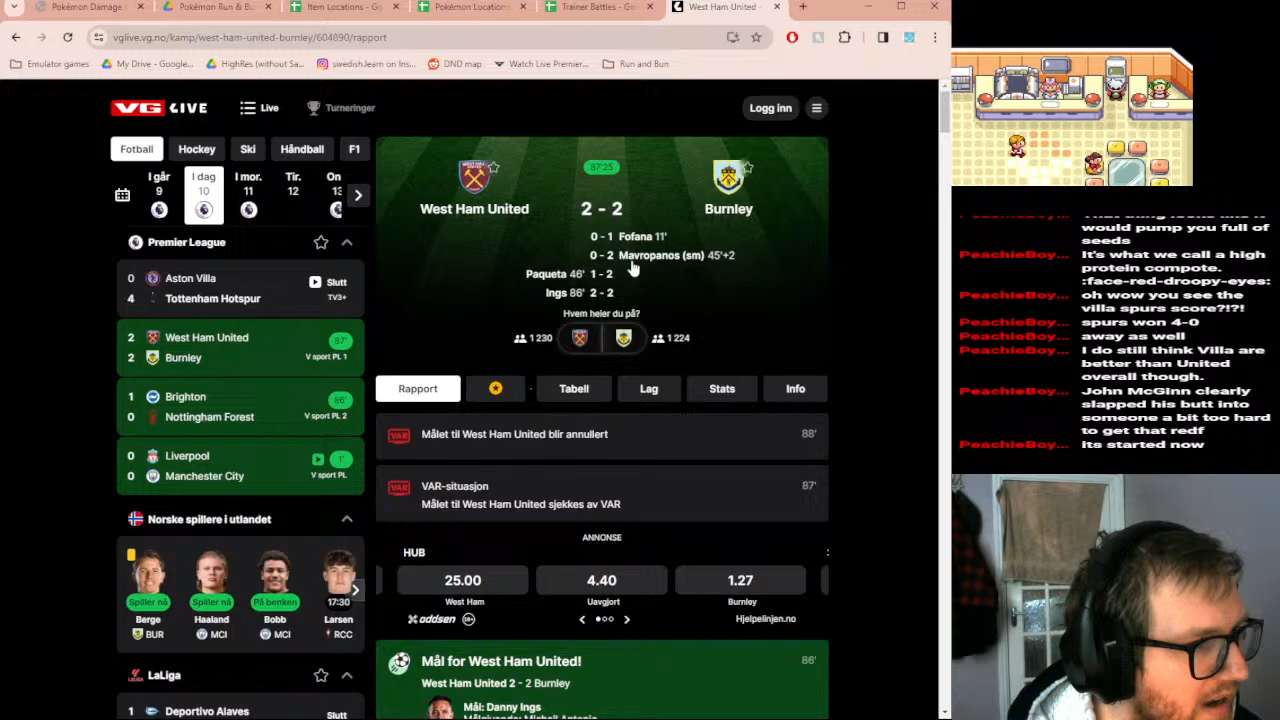 Pokémon Damage
Pokémon Run & Bu
Item Locations - Go
Pokémon Location
Trainer Battles - Go
West Ham United -
vglive.vg.no/kamp/west-ham-united-burnley/604890/rapport
Emulator games
My Drive - Google...
HighRes (without Sa...
swedish.learn on Ins...
DND map
Watch Live Premier...
Run and Bun
VG LIVE
Live
Turneringer
Logg inn
Fotball
Hockey
Ski
Håndball
F1
I går
9
I dag
10
I mor.
11
Tir.
12
On
13
Premier League
0 Aston Villa
4 Tottenham Hotspur
Slutt
TV3+
2 West Ham United
2 Burnley
87'
V sport PL 1
1 Brighton
0 Nottingham Forest
86'
V sport PL 2
0 Liverpool
0 Manchester City
1'
V sport PL
Norske spillere i utlandet
Spiller nå
Berge
BUR
Spiller nå
Haaland
MCI
På benken
Bobb
MCI
17:30
Larsen
RCC
LaLiga
1 Deportivo Alaves
Slutt
87:25
West Ham United
2 - 2
Burnley
0 - 1 Fofana 11'
0 - 2 Mavropanos (sm) 45'+2
Paqueta 46' 1 - 2
Ings 86' 2 - 2
Hvem heier du på?
1 230
1 224
Rapport
Tabell
Lag
Stats
Info
VAR Målet til West Ham United blir annullert 88'
VAR VAR-situasjon 87'
Målet til West Ham United sjekkes av VAR
ANNONSE
HUB
25.00
West Ham
4.40
Uavgjort
1.27
Burnley
oddsen 18+
Hjelpelinjen.no
Mål for West Ham United! 86'
West Ham United 2 - 2 Burnley
Mål: Danny Ings
PeachieBoy... That thing looks like it
would pump you full of
seeds
PeachieBoy... It's what we call a high
protein compote.
:face-red-droopy-eyes:
PeachieBoy... oh wow you see the
villa spurs score?!?!
PeachieBoy... spurs won 4-0
PeachieBoy... away as well
PeachieBoy... I do still think Villa are
better than United
overall though.
PeachieBoy... John McGinn clearly
slapped his butt into
someone a bit too hard
to get that redf
PeachieBoy... its started now